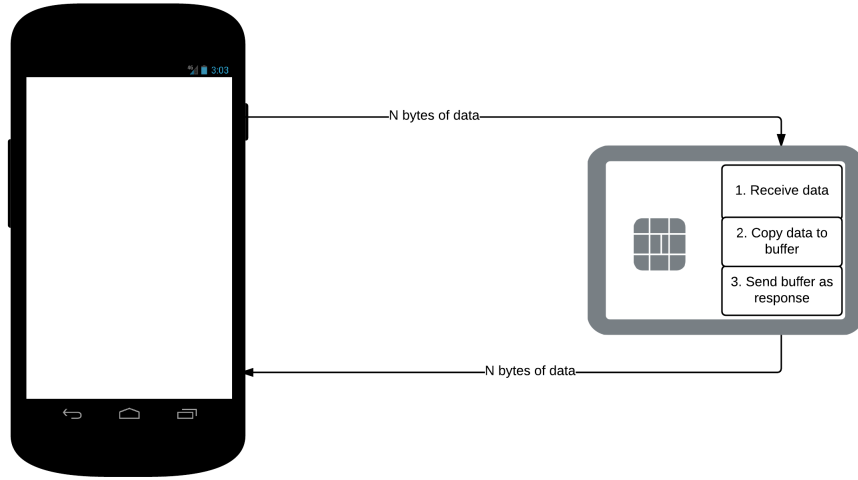 4G 3:03
N bytes of data
1. Receive data
2. Copy data to
buffer
3. Send buffer as
response
N bytes of data